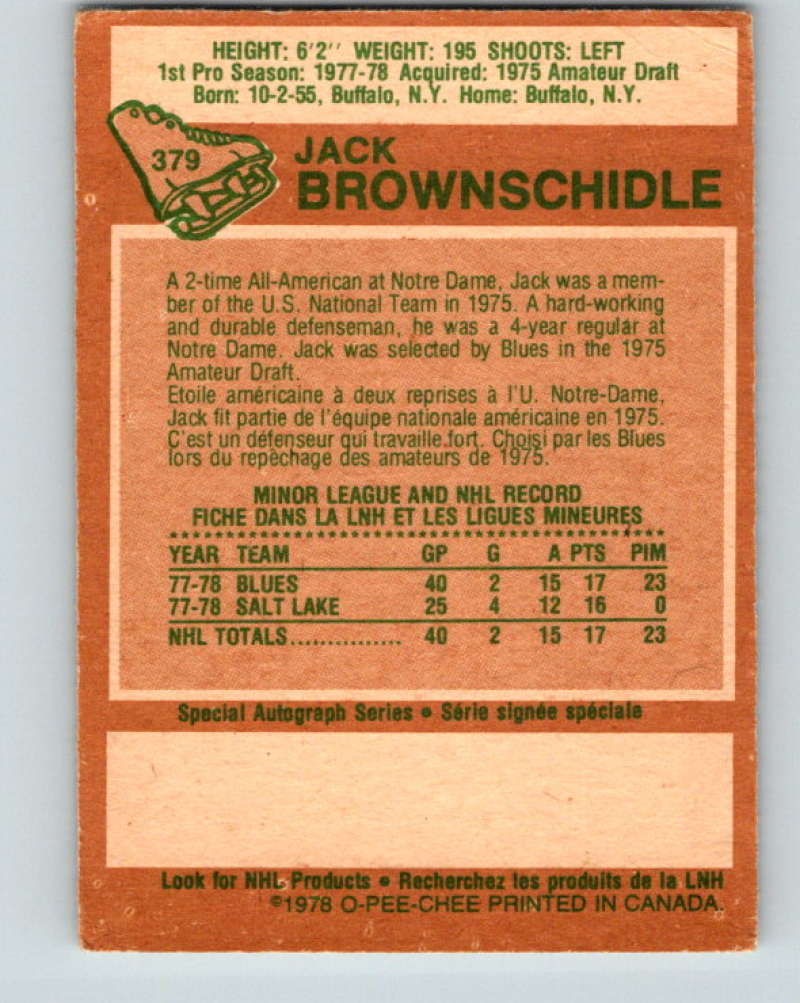 HEIGHT: 6'2'' WEIGHT: 195 SHOOTS: LEFT
1st Pro Season: 1977-78 Acquired: 1975 Amateur Draft
Born: 10-2-55, Buffalo, N.Y. Home: Buffalo, N.Y.
379
JACK
BROWNSCHIDLE
A 2-time All-American at Notre Dame, Jack was a mem-
ber of the U.S. National Team in 1975. A hard-working
and durable defenseman, he was a 4-year regular at
Notre Dame. Jack was selected by Blues in the 1975
Amateur Draft.
Etoile américaine à deux reprises à l'U. Notre-Dame,
Jack fit partie de l'équipe nationale américaine en 1975.
C'est un défenseur qui travaille fort. Choisi par les Blues
lors du repêchage des amateurs de 1975.
MINOR LEAGUE AND NHL RECORD
FICHE DANS LA LNH ET LES LIGUES MINEURES
YEAR TEAM GP G A PTS PIM
77-78 BLUES 40 2 15 17 23
77-78 SALT LAKE 25 4 12 16 0
NHL TOTALS................ 40 2 15 17 23
Special Autograph Series • Série signée spéciale
Look for NHL Products • Recherchez les produits de la LNH
©1978 O-PEE-CHEE PRINTED IN CANADA.